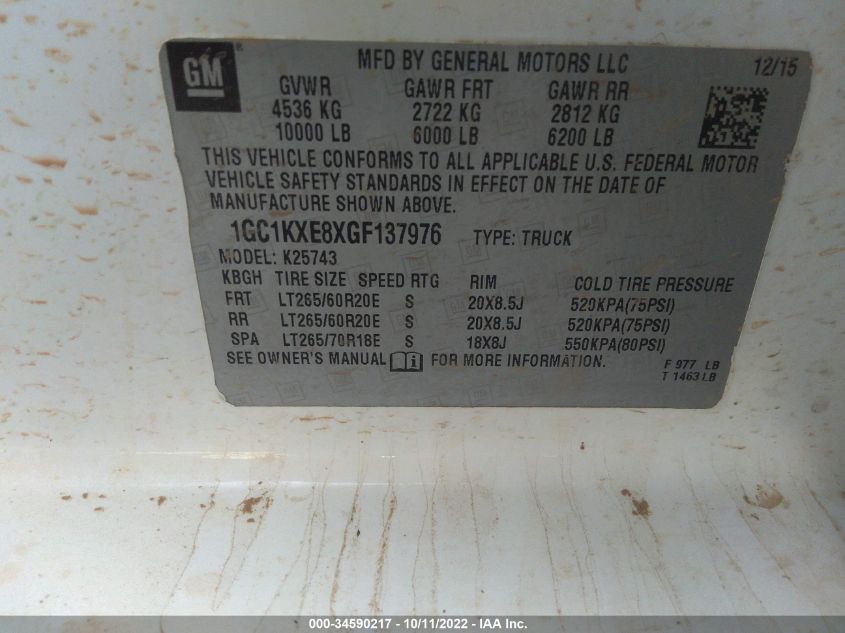 GM
MFD BY GENERAL MOTORS LLC 12/15
GVWR GAWR FRT GAWR RR
4536 KG 2722 KG 2812 KG
10000 LB 6000 LB 6200 LB
THIS VEHICLE CONFORMS TO ALL APPLICABLE U.S. FEDERAL MOTOR
VEHICLE SAFETY STANDARDS IN EFFECT ON THE DATE OF
MANUFACTURE SHOWN ABOVE.
1GC1KXE8XGF137976 TYPE: TRUCK
MODEL: K25743
KBGH TIRE SIZE SPEED RTG RIM COLD TIRE PRESSURE
FRT LT265/60R20E S 20X8.5J 520KPA(75PSI)
RR LT265/60R20E S 20X8.5J 520KPA(75PSI)
SPA LT265/70R18E S 18X8J 550KPA(80PSI)
SEE OWNER'S MANUAL FOR MORE INFORMATION. F 977 LB
T 1463 LB
000-34590217 - 10/11/2022 - IAA Inc.